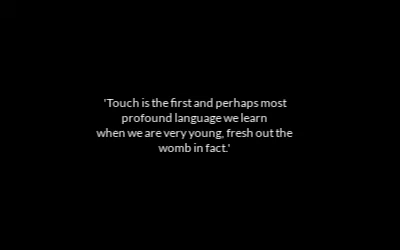 'Touch is the first and perhaps most
profound language we learn
when we are very young, fresh out the
womb in fact.'